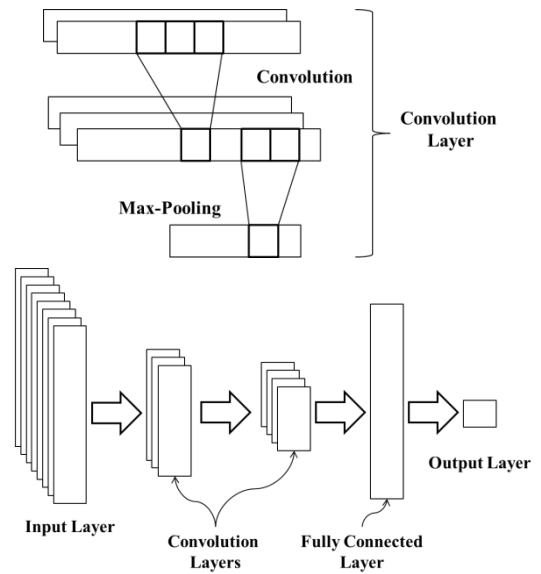 Convolution
Convolution
Layer
Max-Pooling
Output Layer
Input Layer
Convolution
Layers
Fully Connected
Layer